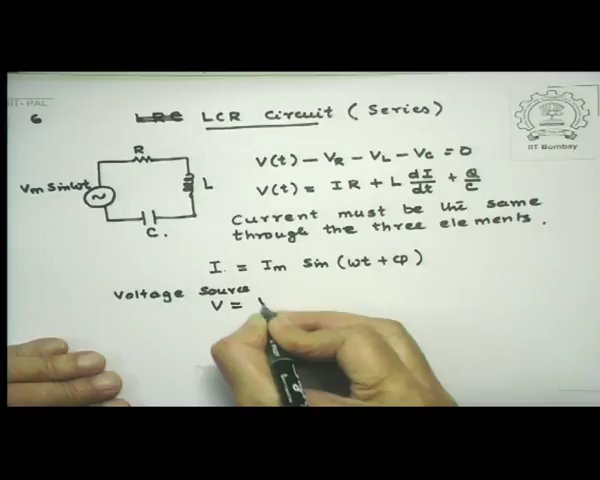 IIT-PAL
6
LRC LCR Circuit (Series)
R
Vm Sinωt
L
C.
V(t) - VR - VL - VC = 0
V(t) = IR + L dI/dt + Q/C
Current must be the same
through the three elements.
I = Im sin (ωt + φ)
Voltage Source
V =
IIT Bombay